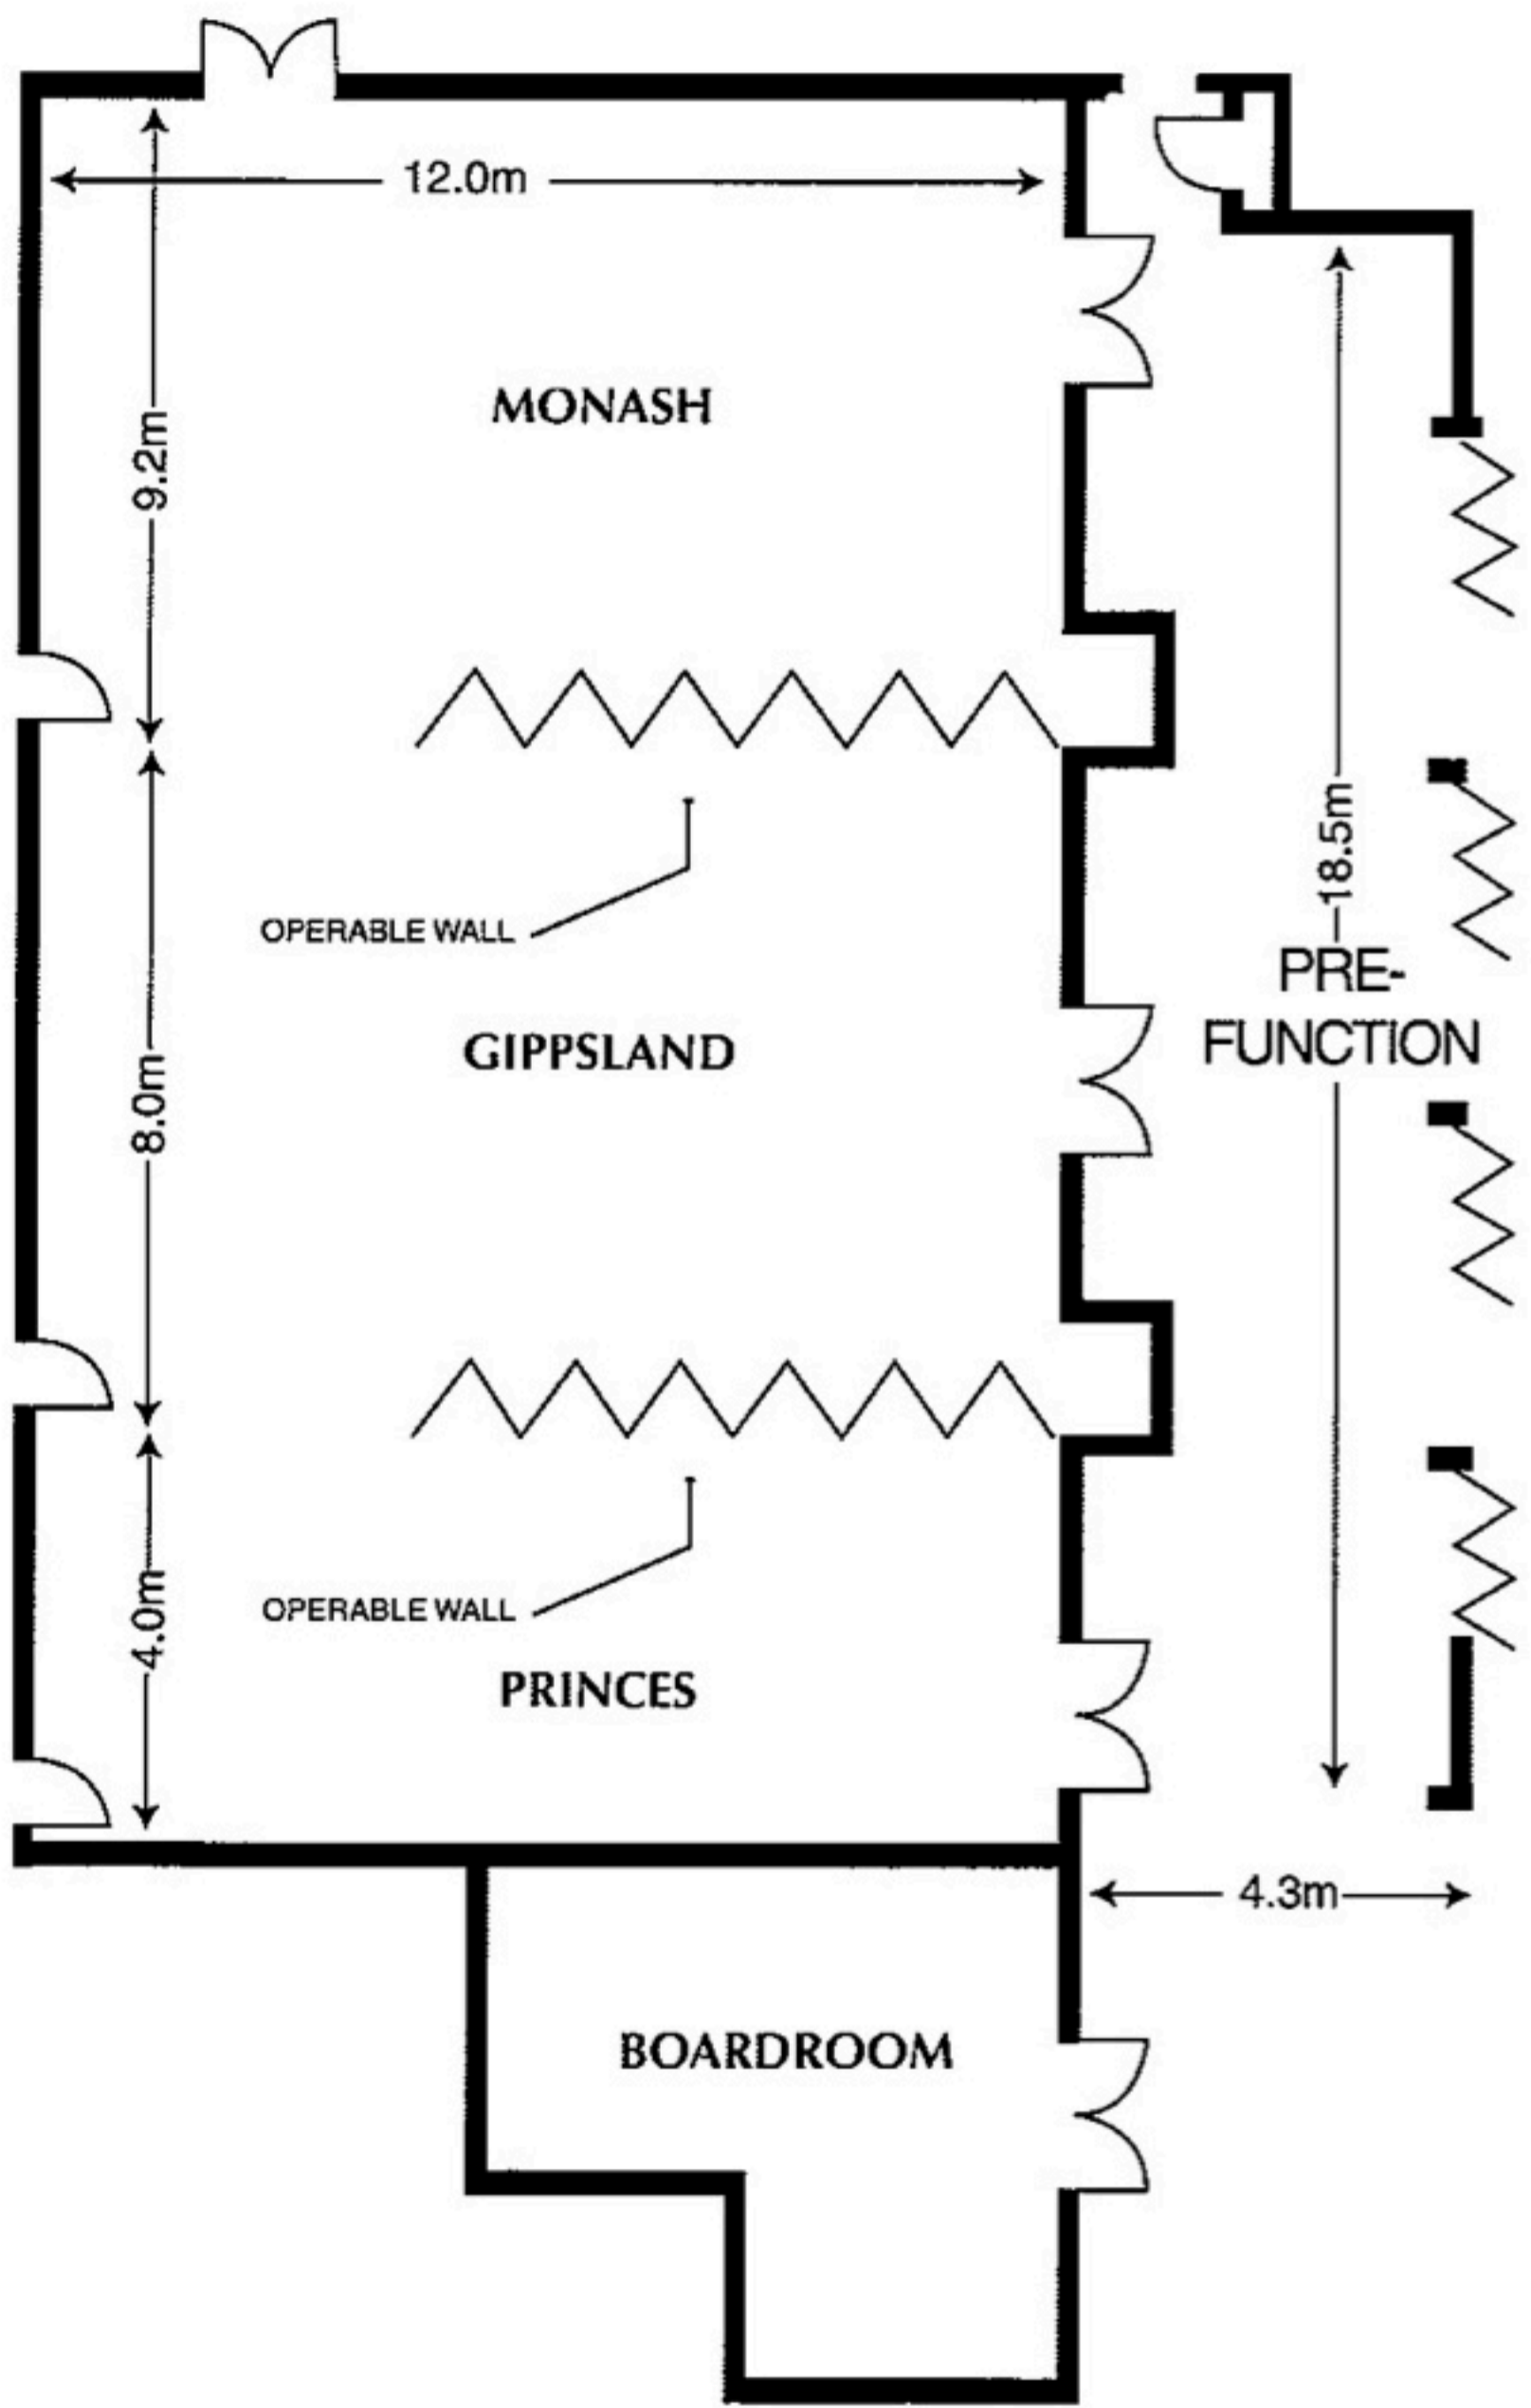 12.0m
9.2m
MONASH
OPERABLE WALL
18.5m
PRE-
FUNCTION
GIPPSLAND
8.0m
OPERABLE WALL
4.0m
PRINCES
4.3m
BOARDROOM